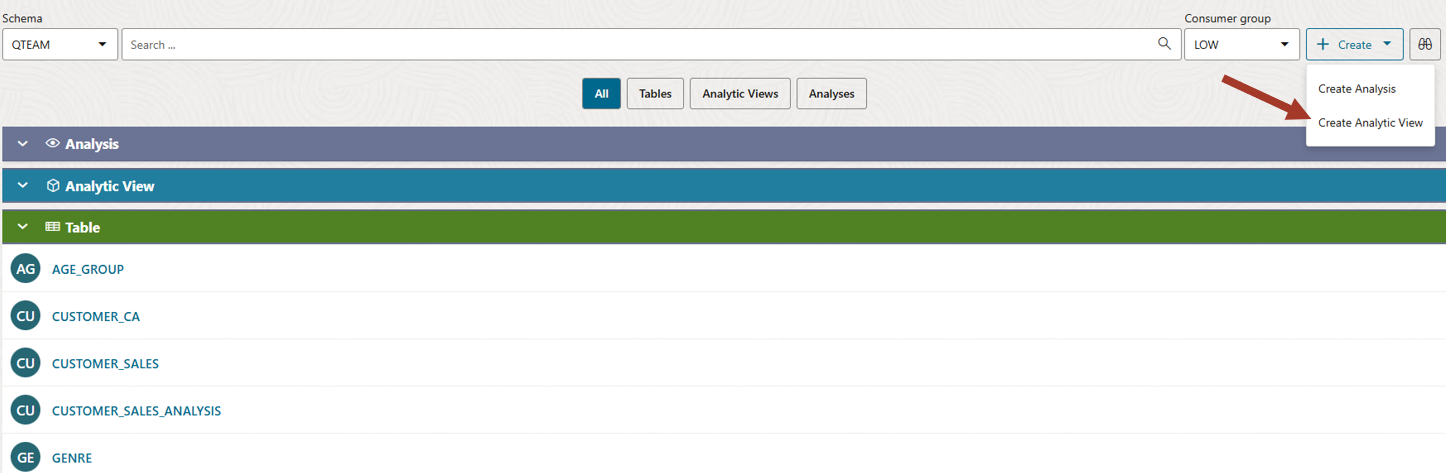 Schema
Consumer group
QTEAM
Search ...
LOW
Create
Create Analysis
Create Analytic View
All
Tables
Analytic Views
Analyses
Analysis
Analytic View
Table
AG AGE_GROUP
CU CUSTOMER_CA
CU CUSTOMER_SALES
CU CUSTOMER_SALES_ANALYSIS
GE GENRE